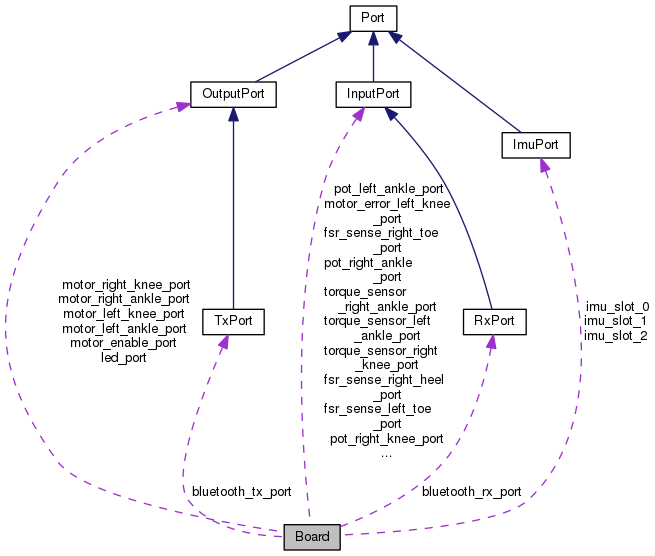 Port
OutputPort
InputPort
ImuPort
pot_left_ankle_port
motor_error_left_knee
_port
fsr_sense_right_toe
_port
pot_right_ankle
_port
torque_sensor
_right_ankle_port
torque_sensor_left
_ankle_port
torque_sensor_right
_knee_port
fsr_sense_right_heel
_port
fsr_sense_left_toe
_port
pot_right_knee_port
...
motor_right_knee_port
motor_right_ankle_port
motor_left_knee_port
motor_left_ankle_port
motor_enable_port
led_port
TxPort
RxPort
imu_slot_0
imu_slot_1
imu_slot_2
bluetooth_tx_port
bluetooth_rx_port
Board